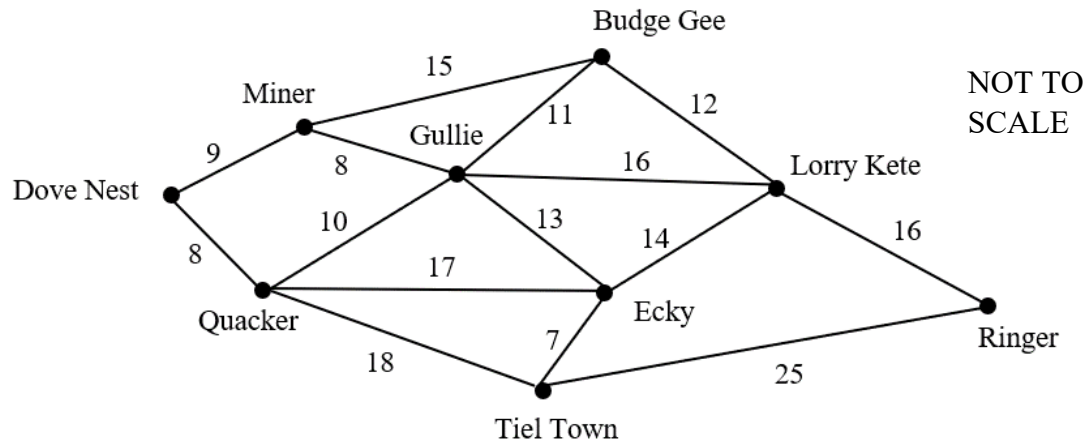 Budge Gee
15
Miner
12
NOT TO
SCALE
Gullie
11
9
8
16
Lorry Kete
Dove Nest
10
13
14
16
8
17
Quacker
Ecky
Ringer
7
18
25
Tiel Town